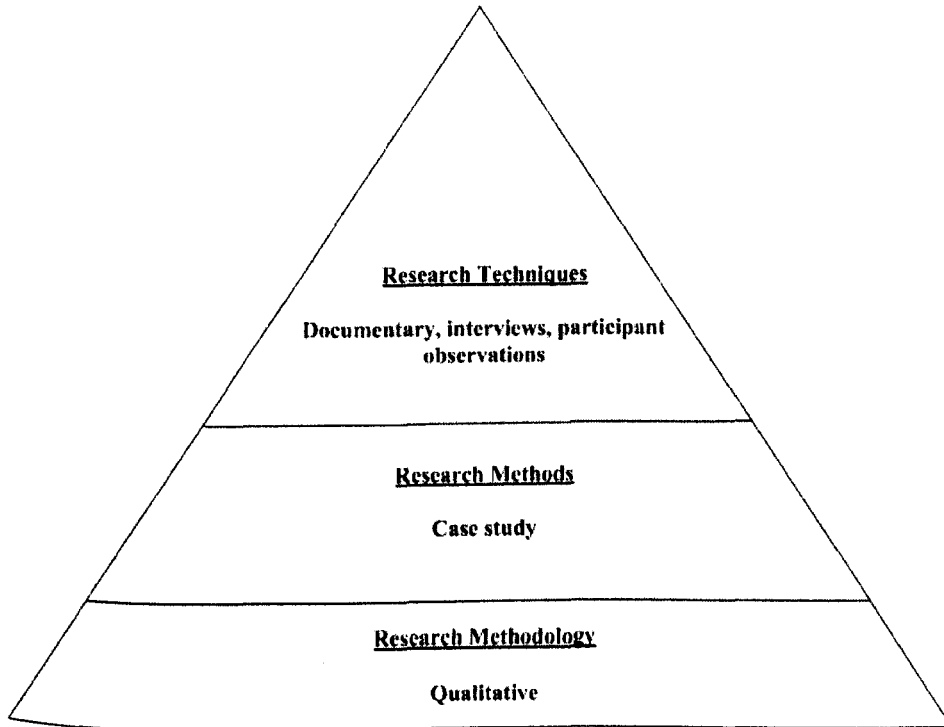 Research Techniques
Documentary, interviews, participant
observations
Research Methods
Case study
Research Methodology
Qualitative